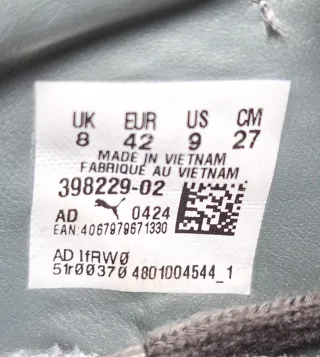 UK EUR US CM
8 42 9 27
MADE IN VIETNAM
FABRIQUE AU VIETNAM
398229-02
AD 0424
EAN:4067979671330
AD IfRW0
51r00370 4801004544_1